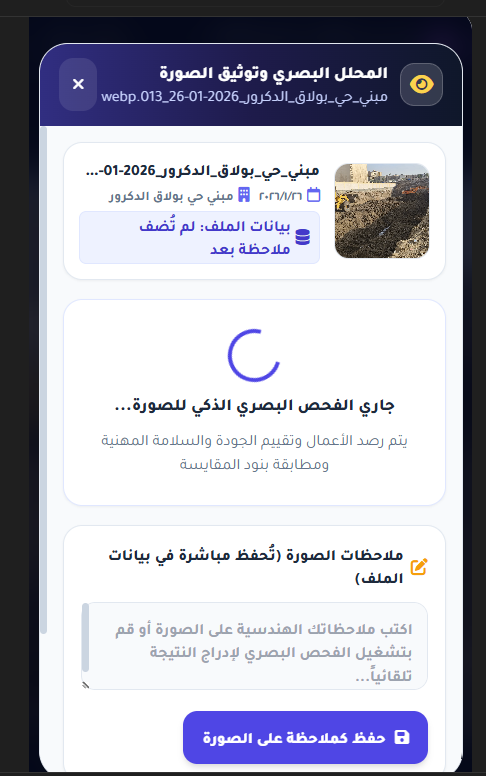 المحلل البصري وتوثيق الصورة
مبني_حي_بولاق_الدكرور_2026-01-26_013.webp
مبني_حي_بولاق_الدكرور_2026-01-...
٢٠٢٦/١/٢٦ مبني حي بولاق الدكرور
بيانات الملف: لم تُضف
ملاحظة بعد
جاري الفحص البصري الذكي للصورة...
يتم رصد الأعمال وتقييم الجودة والسلامة المهنية
ومطابقة بنود المقايسة
ملاحظات الصورة (تُحفظ مباشرة في بيانات
الملف)
اكتب ملاحظاتك الهندسية على الصورة أو قم
بتشغيل الفحص البصري لإدراج النتيجة
تلقائياً...
حفظ كملاحظة على الصورة